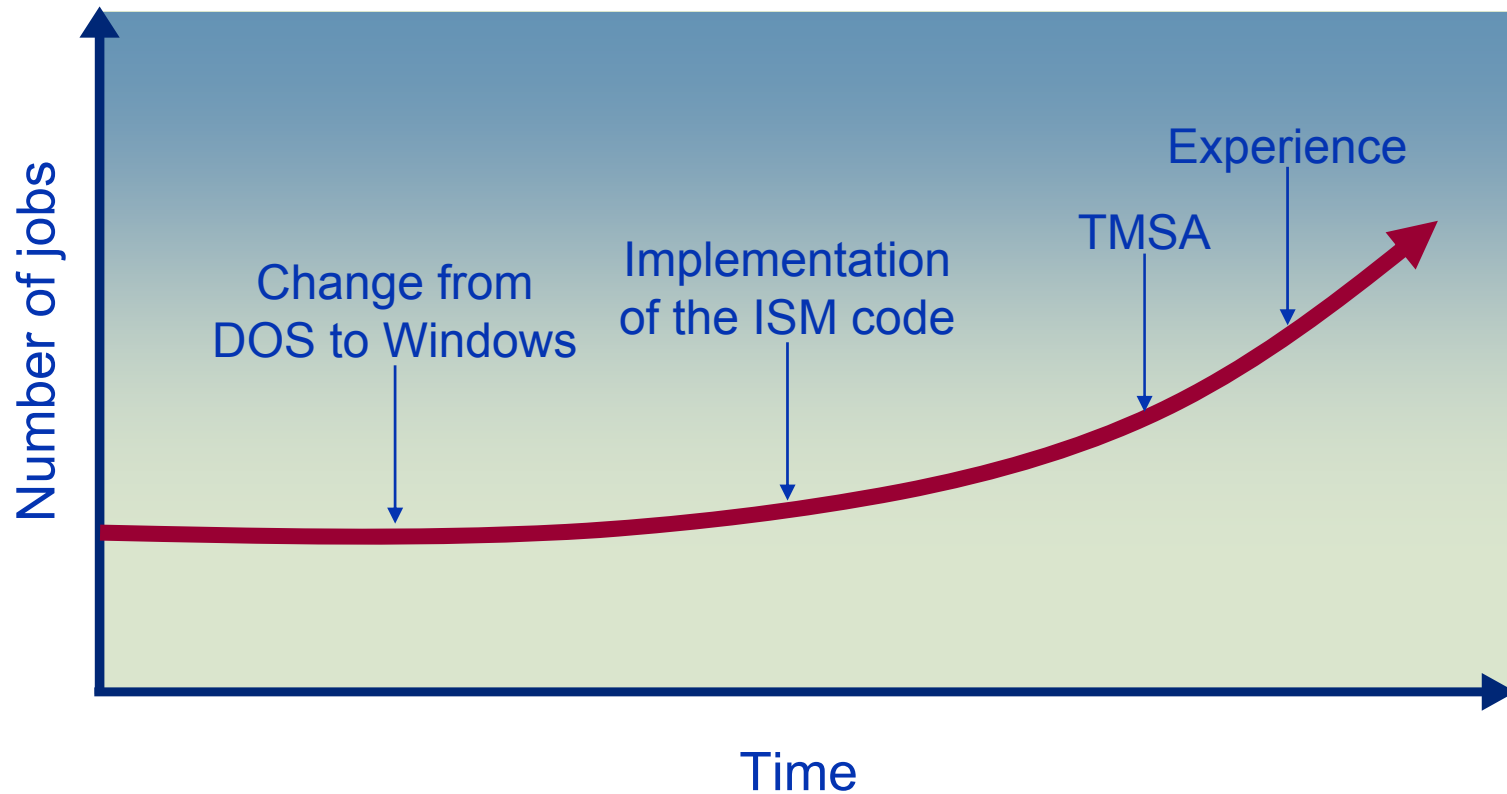 Number of jobs
Change from
DOS to Windows
Implementation
of the ISM code
TMSA
Experience
Time